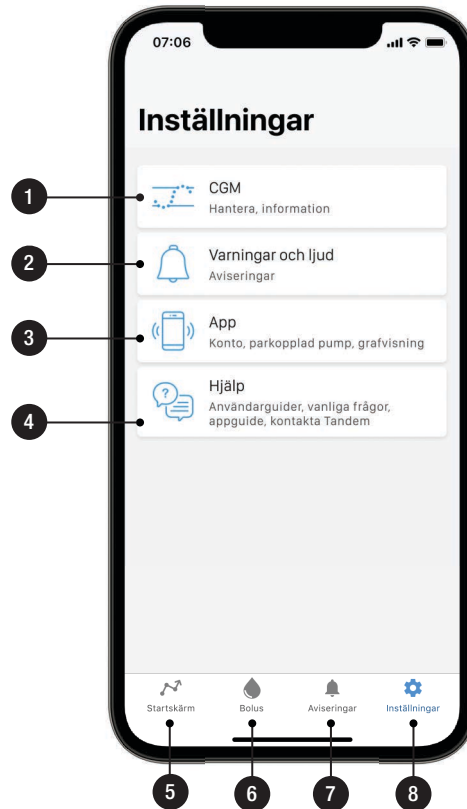 07:06
Inställningar
1
CGM
Hantera, information
2
Varningar och ljud
Aviseringar
3
App
Konto, parkopplad pump, grafvisning
4
?
Hjälp
Användarguider, vanliga frågor,
appguide, kontakta Tandem
Startskärm Bolus Aviseringar Inställningar
5 6 7 8